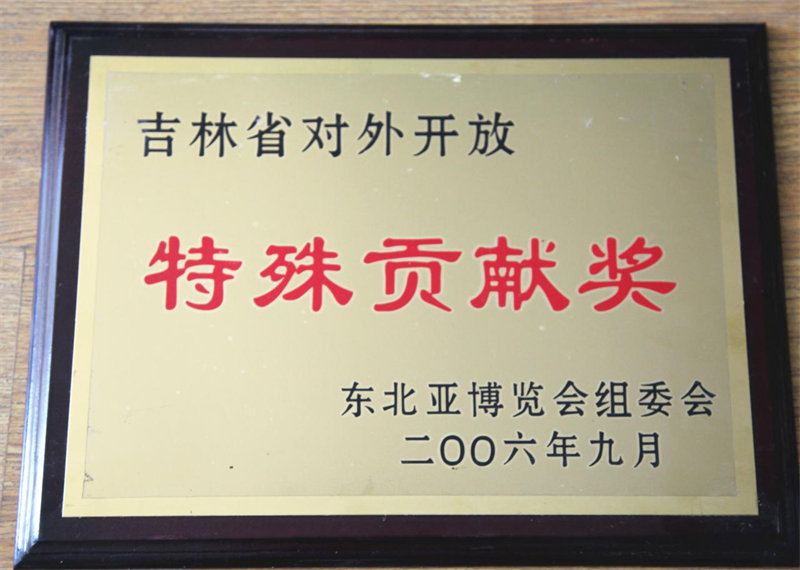 吉林省对外开放
特殊贡献奖
东北亚博览会组委会
二〇〇六年九月